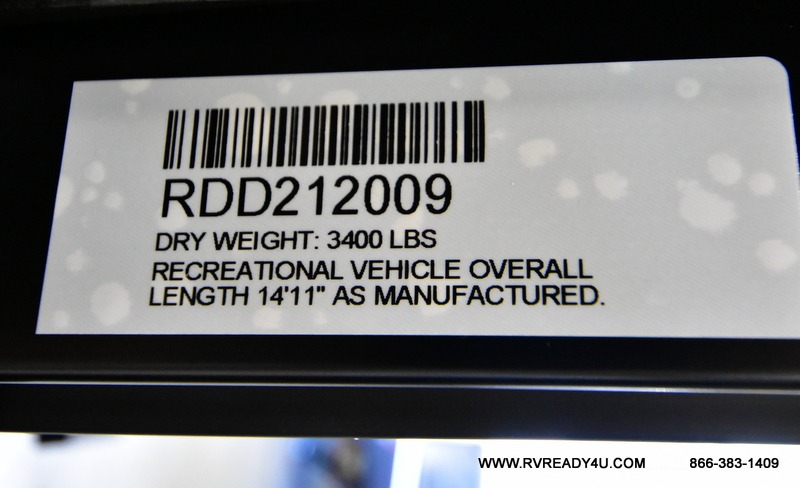 RDD212009
DRY WEIGHT: 3400 LBS
RECREATIONAL VEHICLE OVERALL
LENGTH 14'11" AS MANUFACTURED.
WWW.RVREADY4U.COM 866-383-1409